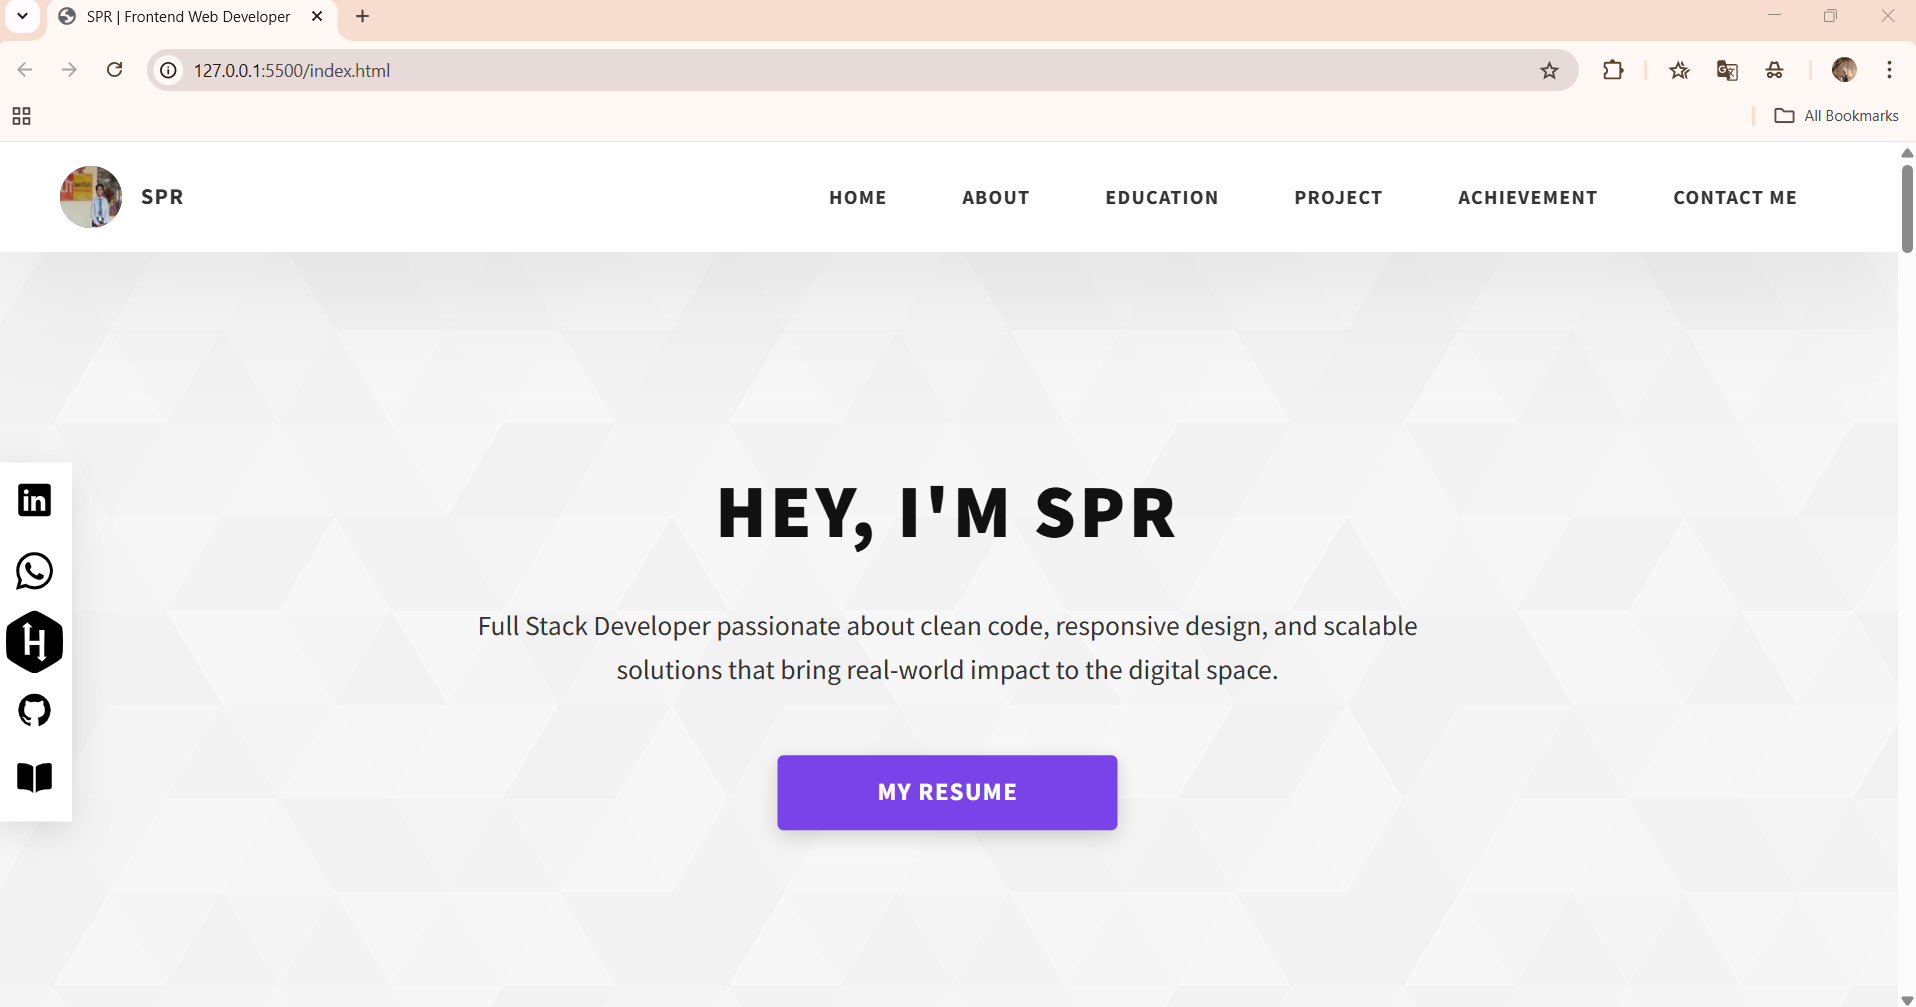 SPR | Frontend Web Developer
127.0.0.1:5500/index.html
All Bookmarks
SPR
HOME
ABOUT
EDUCATION
PROJECT
ACHIEVEMENT
CONTACT ME
in
H
HEY, I'M SPR
Full Stack Developer passionate about clean code, responsive design, and scalable
solutions that bring real-world impact to the digital space.
MY RESUME